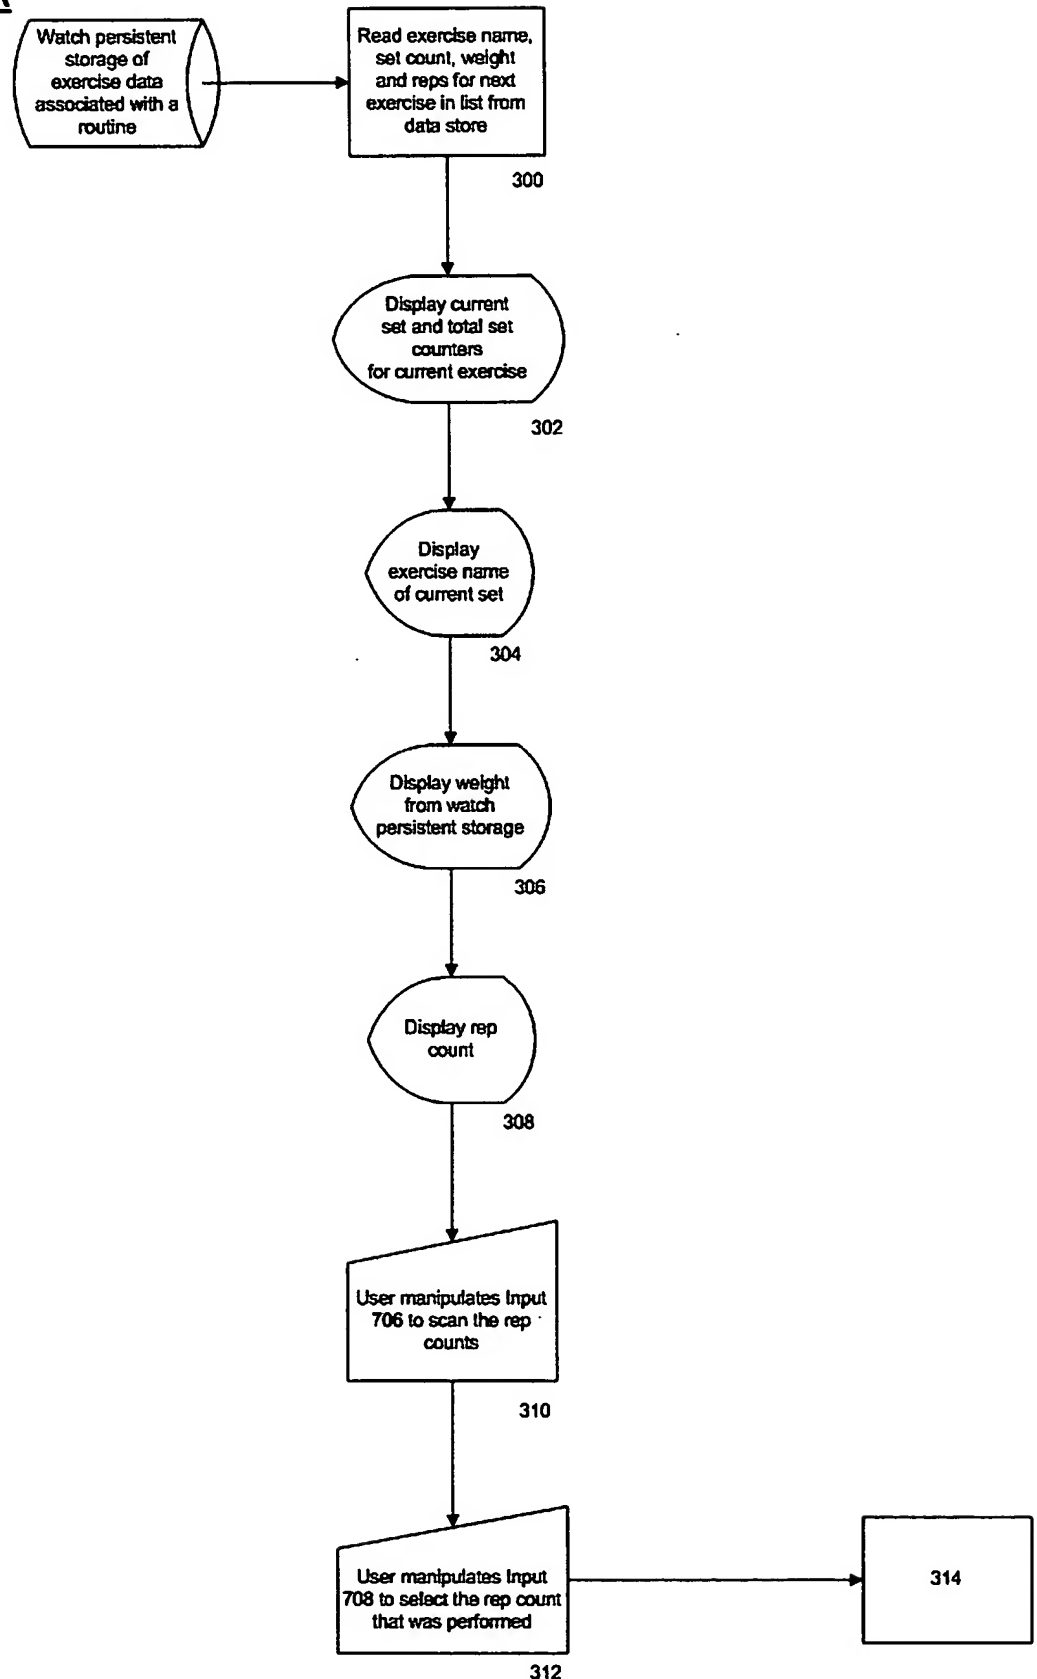 Watch persistent
storage of
exercise data
associated with a
routine
Read exercise name,
set count, weight
and reps for next
exercise in list from
data store
300
Display current
set and total set
counters
for current exercise
302
Display
exercise name
of current set
304
Display weight
from watch
persistent storage
306
Display rep
count
308
User manipulates Input
706 to scan the rep
counts
310
User manipulates Input
708 to select the rep count
that was performed
312
314